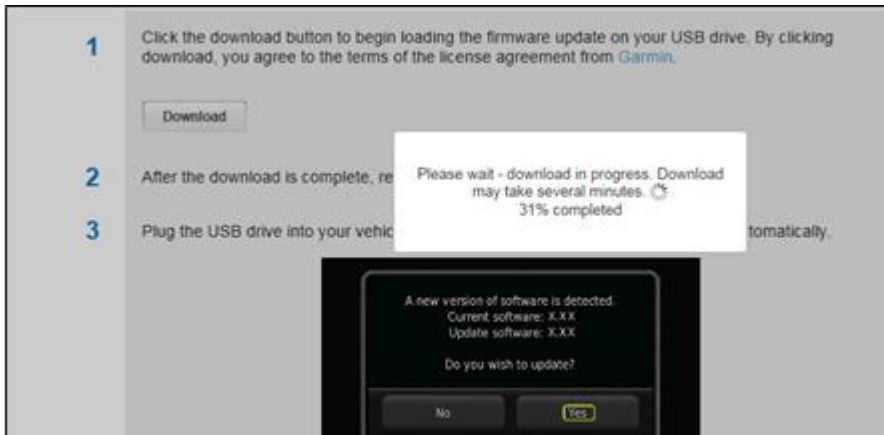 1
Click the download button to begin loading the firmware update on your USB drive. By clicking
download, you agree to the terms of the license agreement from Garmin.
Download
2
After the download is complete, re
Please wait - download in progress. Download
may take several minutes.
31% completed
3
Plug the USB drive into your vehic
tomatically.
A new version of software is detected.
Current software: X.XX
Update software: X.XX
Do you wish to update?
No
Yes